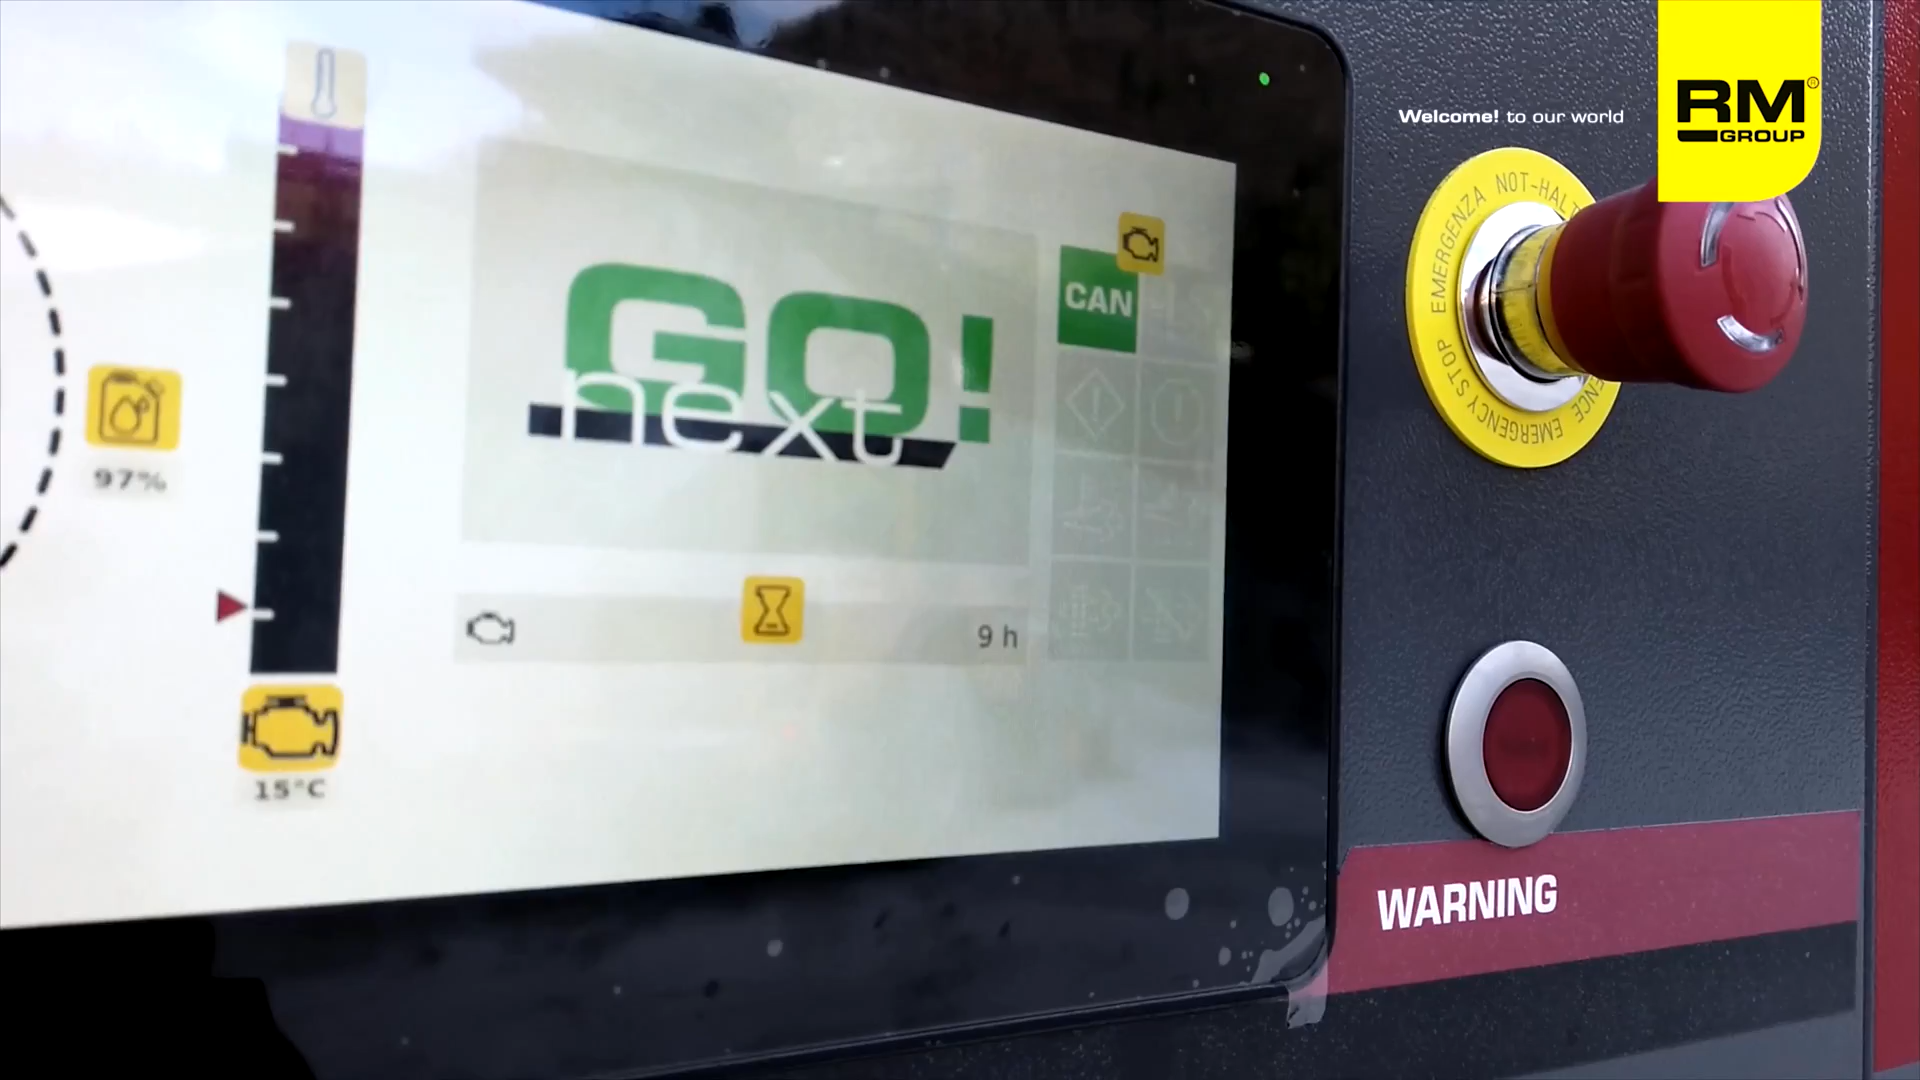 Welcome! to our world
RM®
GROUP
GO!
next
CAN
97%
9 h
15°C
EMERGENZA NOT-HALT
STOP EMERGENCY
WARNING